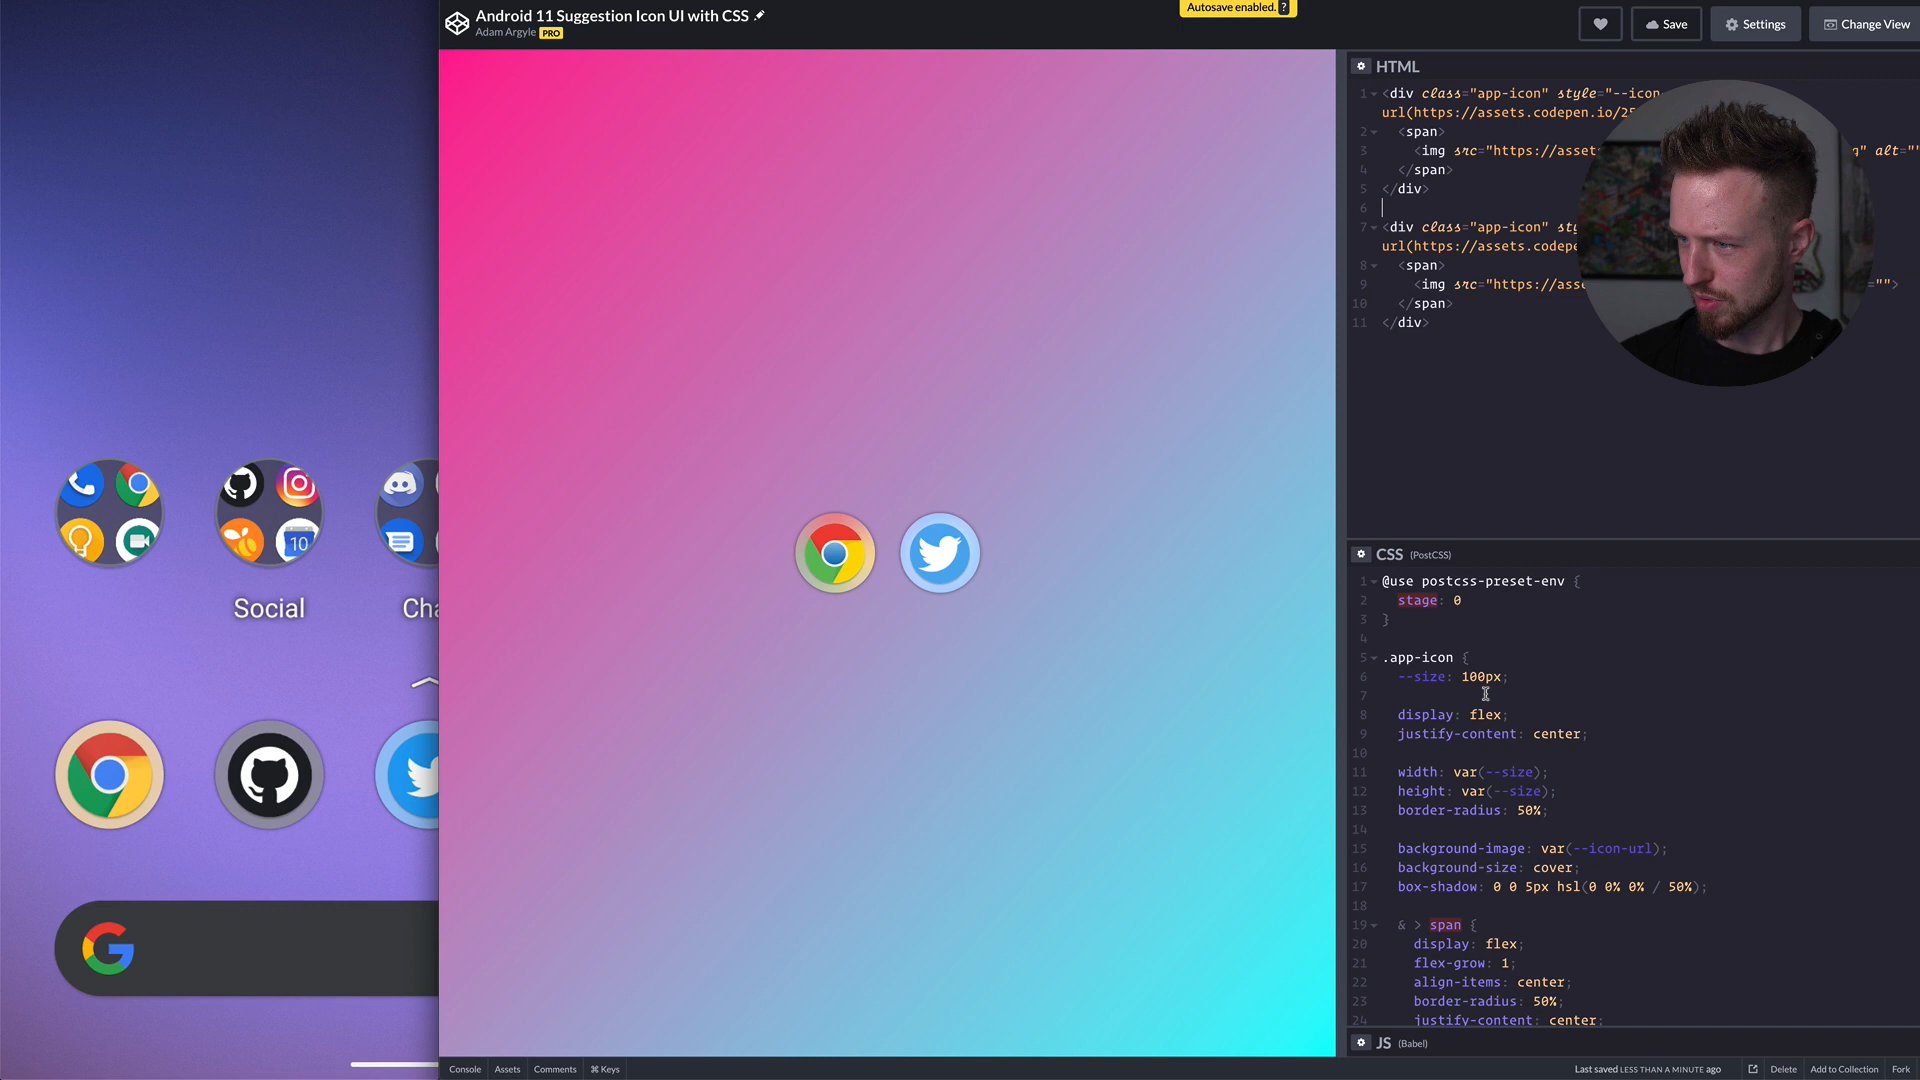 Android 11 Suggestion Icon UI with CSS
Adam Argyle PRO
Autosave enabled. ?
Save
Settings
Change View
Social
Cha
10
HTML
1 <div class="app-icon" style="--icon-
url(https://assets.codepen.io/25
2 <span>
3 <img src="https://assets " alt=""
4 </span>
5 </div>
6
7 <div class="app-icon" sty
url(https://assets.codepe
8 <span>
9 <img src="https://asse ="">
10 </span>
11 </div>
CSS (PostCSS)
1 @use postcss-preset-env {
2 stage: 0
3 }
4
5 .app-icon {
6 --size: 100px;
7
8 display: flex;
9 justify-content: center;
10
11 width: var(--size);
12 height: var(--size);
13 border-radius: 50%;
14
15 background-image: var(--icon-url);
16 background-size: cover;
17 box-shadow: 0 0 5px hsl(0 0% 0% / 50%);
18
19 & > span {
20 display: flex;
21 flex-grow: 1;
22 align-items: center;
23 border-radius: 50%;
24 justify-content: center;
JS (Babel)
Console Assets Comments ⌘ Keys
Last saved LESS THAN A MINUTE ago Delete Add to Collection Fork